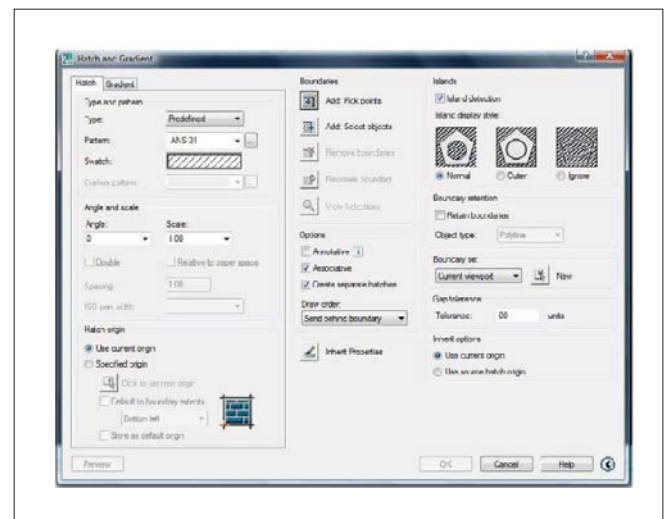 Hatch and Gradient
Hatch
Gradient
Type and pattern
Type:
Predefined
Pattern:
ANSI31
...
Swatch:
Custom pattern:
...
Angle and scale
Angle:
Scale:
0
1.00
Double
Relative to paper space
Spacing:
1.00
ISO pen width:
Hatch origin
Use current origin
Specified origin
Click to set new origin
Default to boundary extents
Bottom left
Store as default origin
Preview
Boundaries
Add: Pick points
Add: Select objects
Remove boundaries
Recreate boundary
View Selections
Options
Annotative
Associative
Create separate hatches
Draw order:
Send behind boundary
Inherit Properties
Islands
Island detection
Island display style:
Normal
Outer
Ignore
Boundary retention
Retain boundaries
Object type:
Polyline
Boundary set
Current viewport
New
Gap tolerance
Tolerance:
units
Inherit options
Use current origin
Use source hatch origin
OK
Cancel
Help